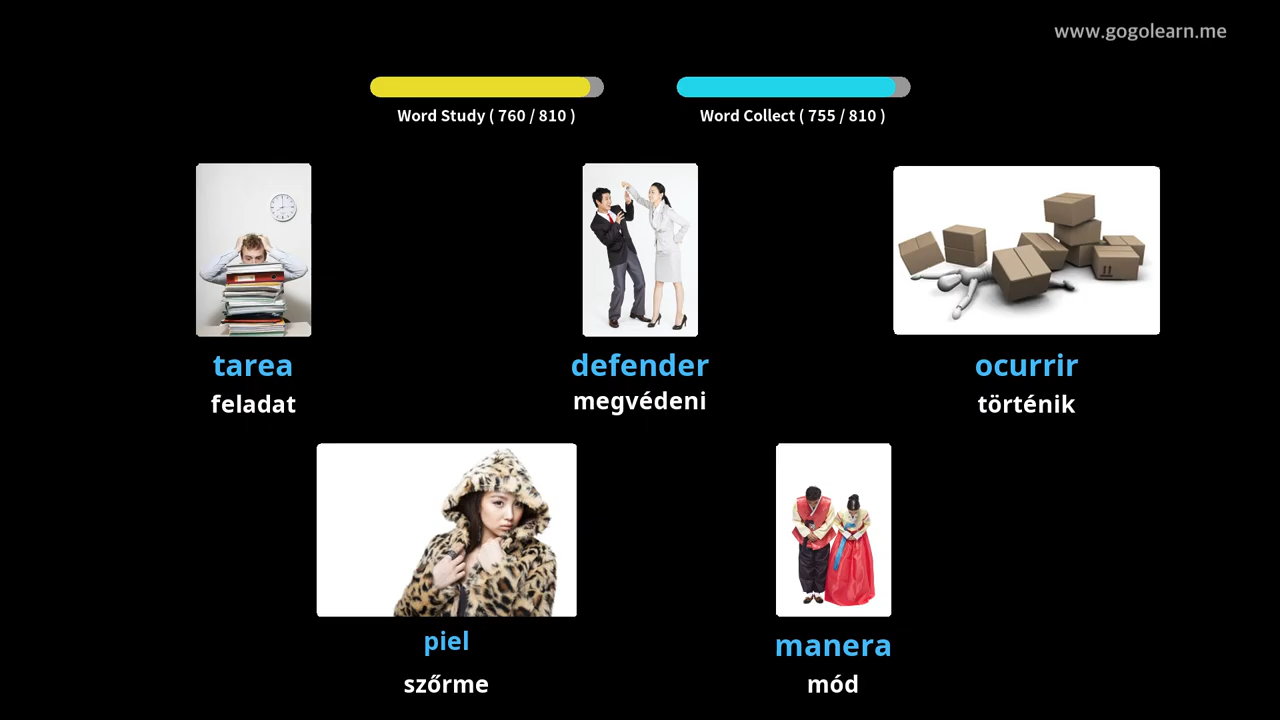 www.gogolearn.me
Word Study ( 760 / 810 )
Word Collect ( 755 / 810 )
tarea
feladat
defender
megvédeni
ocurrir
történik
piel
szőrme
manera
mód